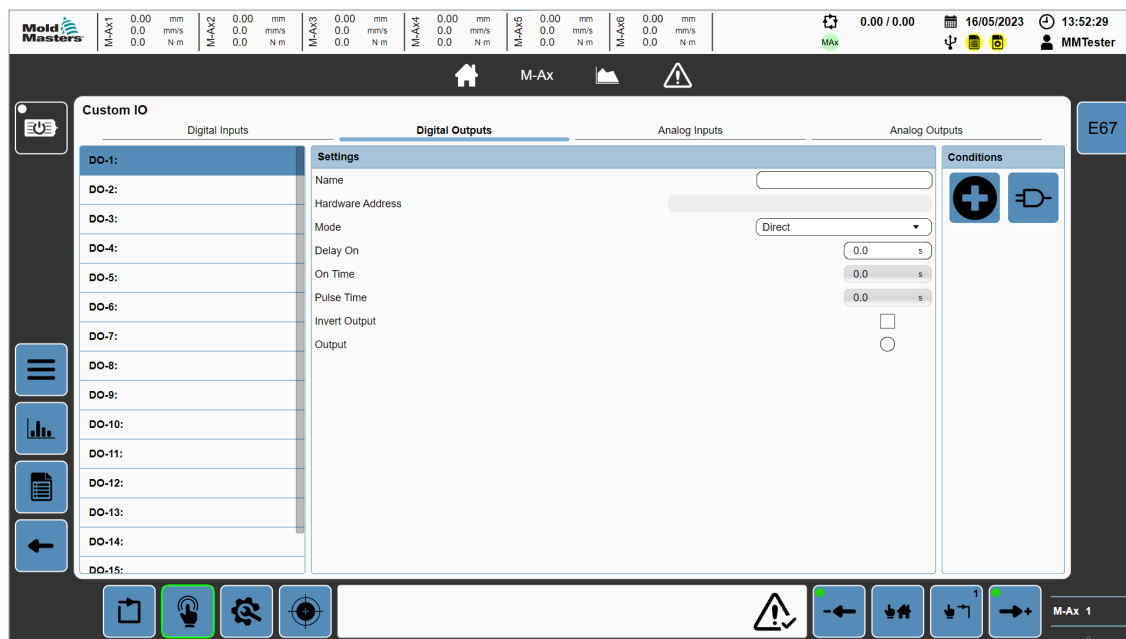 Mold
Masters
M-Ax1 0.00 mm
0.0 mm/s
0.0 N·m
M-Ax2 0.00 mm
0.0 mm/s
0.0 N·m
M-Ax3 0.00 mm
0.0 mm/s
0.0 N·m
M-Ax4 0.00 mm
0.0 mm/s
0.0 N·m
M-Ax5 0.00 mm
0.0 mm/s
0.0 N·m
M-Ax6 0.00 mm
0.0 mm/s
0.0 N·m
0.00 / 0.00 16/05/2023 13:52:29
MAx MMTester
M-Ax
Custom IO
Digital Inputs Digital Outputs Analog Inputs Analog Outputs
E67
DO-1:
DO-2:
DO-3:
DO-4:
DO-5:
DO-6:
DO-7:
DO-8:
DO-9:
DO-10:
DO-11:
DO-12:
DO-13:
DO-14:
DO-15:
Settings
Name
Hardware Address
Mode Direct
Delay On 0.0 s
On Time 0.0 s
Pulse Time 0.0 s
Invert Output
Output
Conditions
1
M-Ax 1